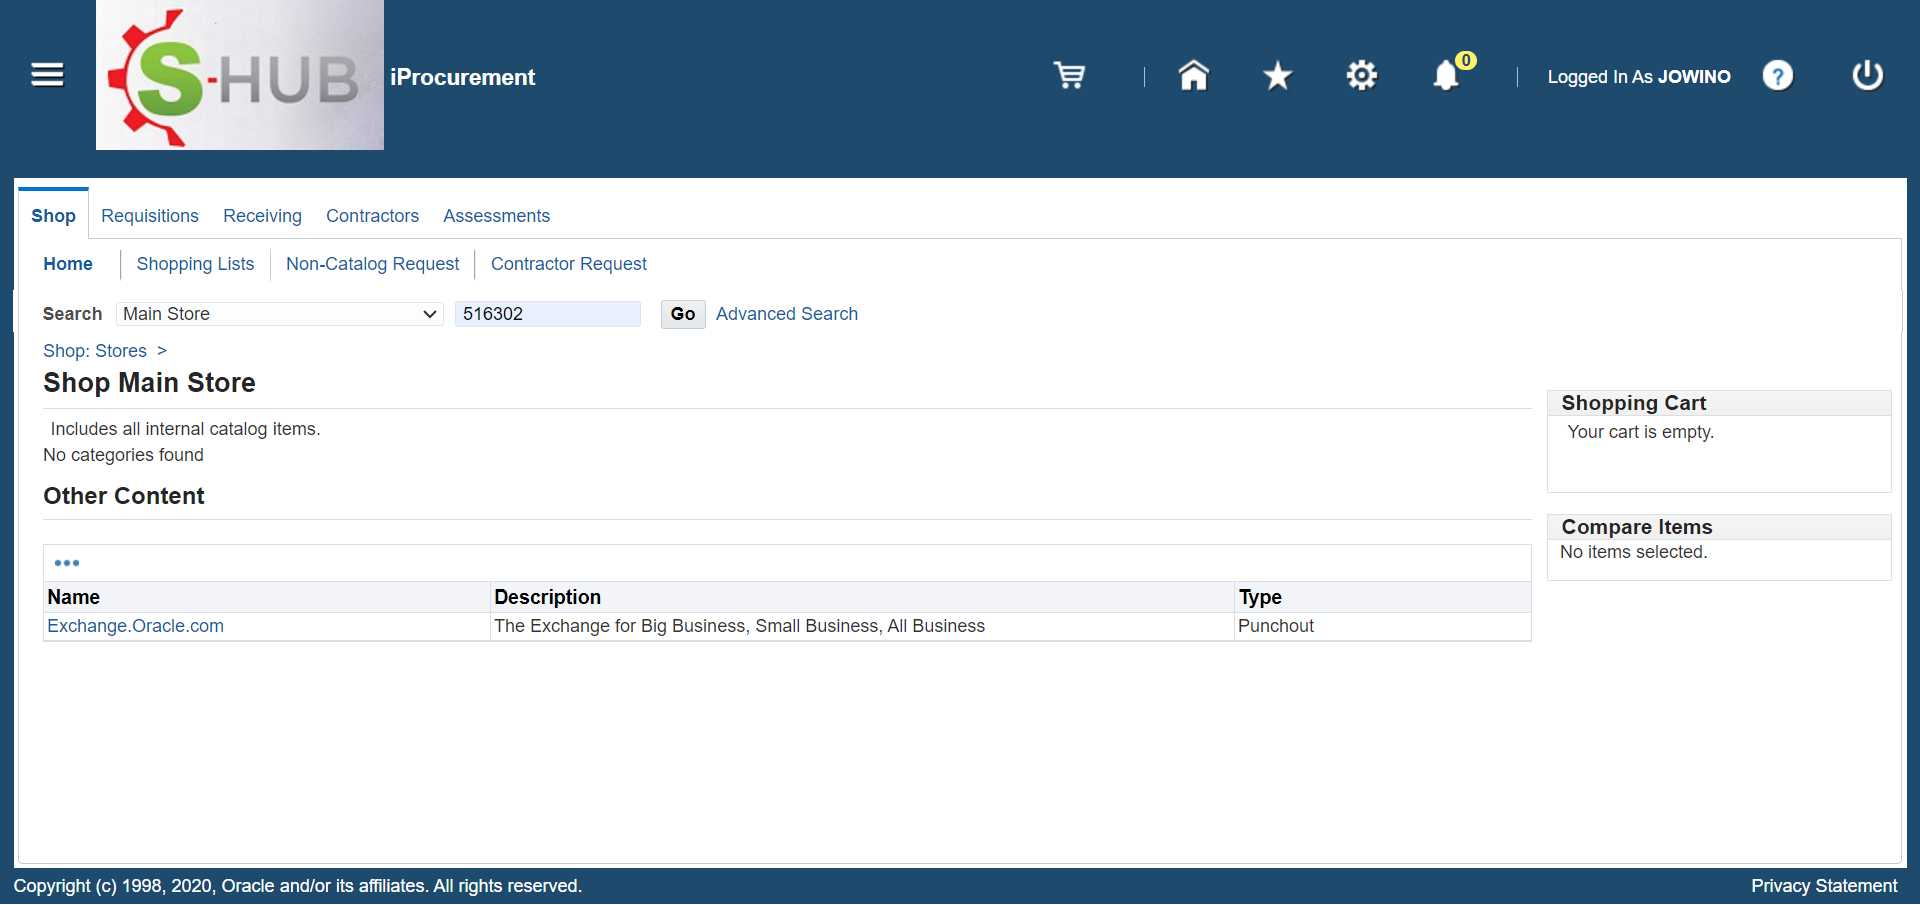 S-HUB
iProcurement
0
Logged In As JOWINO
?
Shop Requisitions Receiving Contractors Assessments
Home Shopping Lists Non-Catalog Request Contractor Request
Search Main Store 516302 Go Advanced Search
Shop: Stores >
Shop Main Store
Includes all internal catalog items.
No categories found
Other Content
Name Description Type
Exchange.Oracle.com The Exchange for Big Business, Small Business, All Business Punchout
Shopping Cart
Your cart is empty.
Compare Items
No items selected.
Copyright (c) 1998, 2020, Oracle and/or its affiliates. All rights reserved.
Privacy Statement